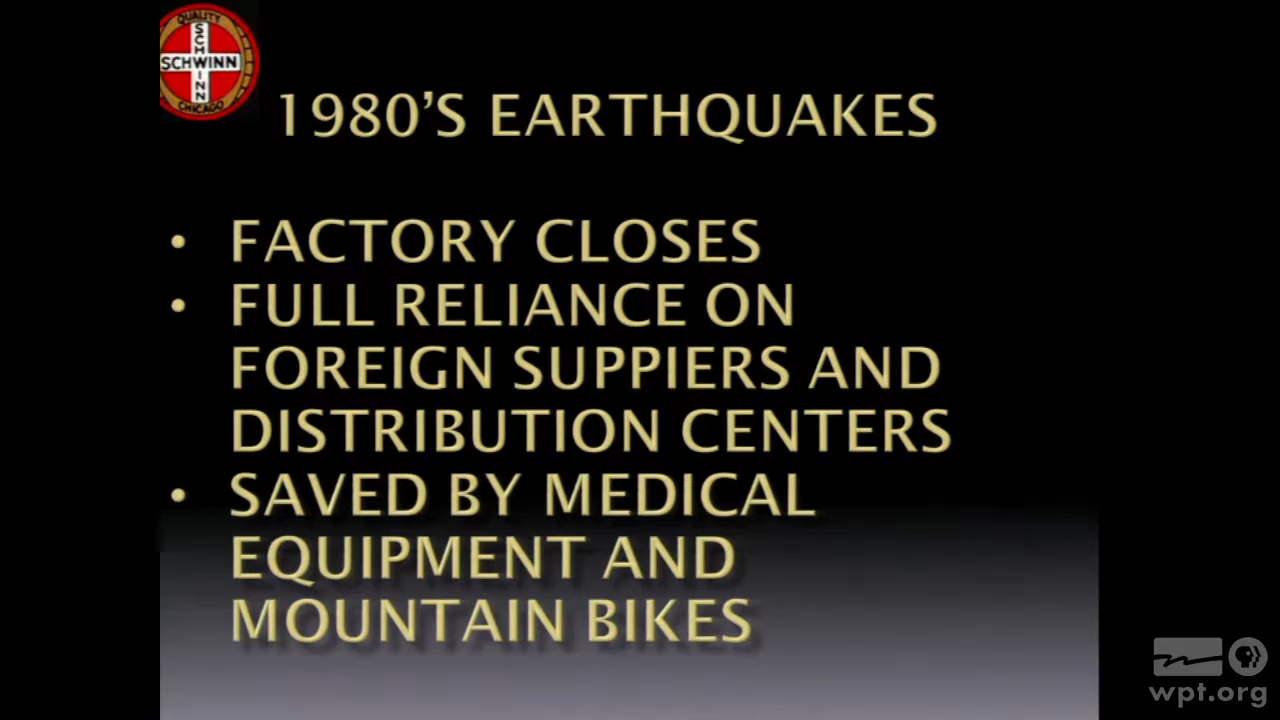 QUALITY
SCHWINN
SCHWINN
CHICAGO
1980'S EARTHQUAKES
• FACTORY CLOSES
• FULL RELIANCE ON
FOREIGN SUPPIERS AND
DISTRIBUTION CENTERS
• SAVED BY MEDICAL
EQUIPMENT AND
MOUNTAIN BIKES
wpt.org